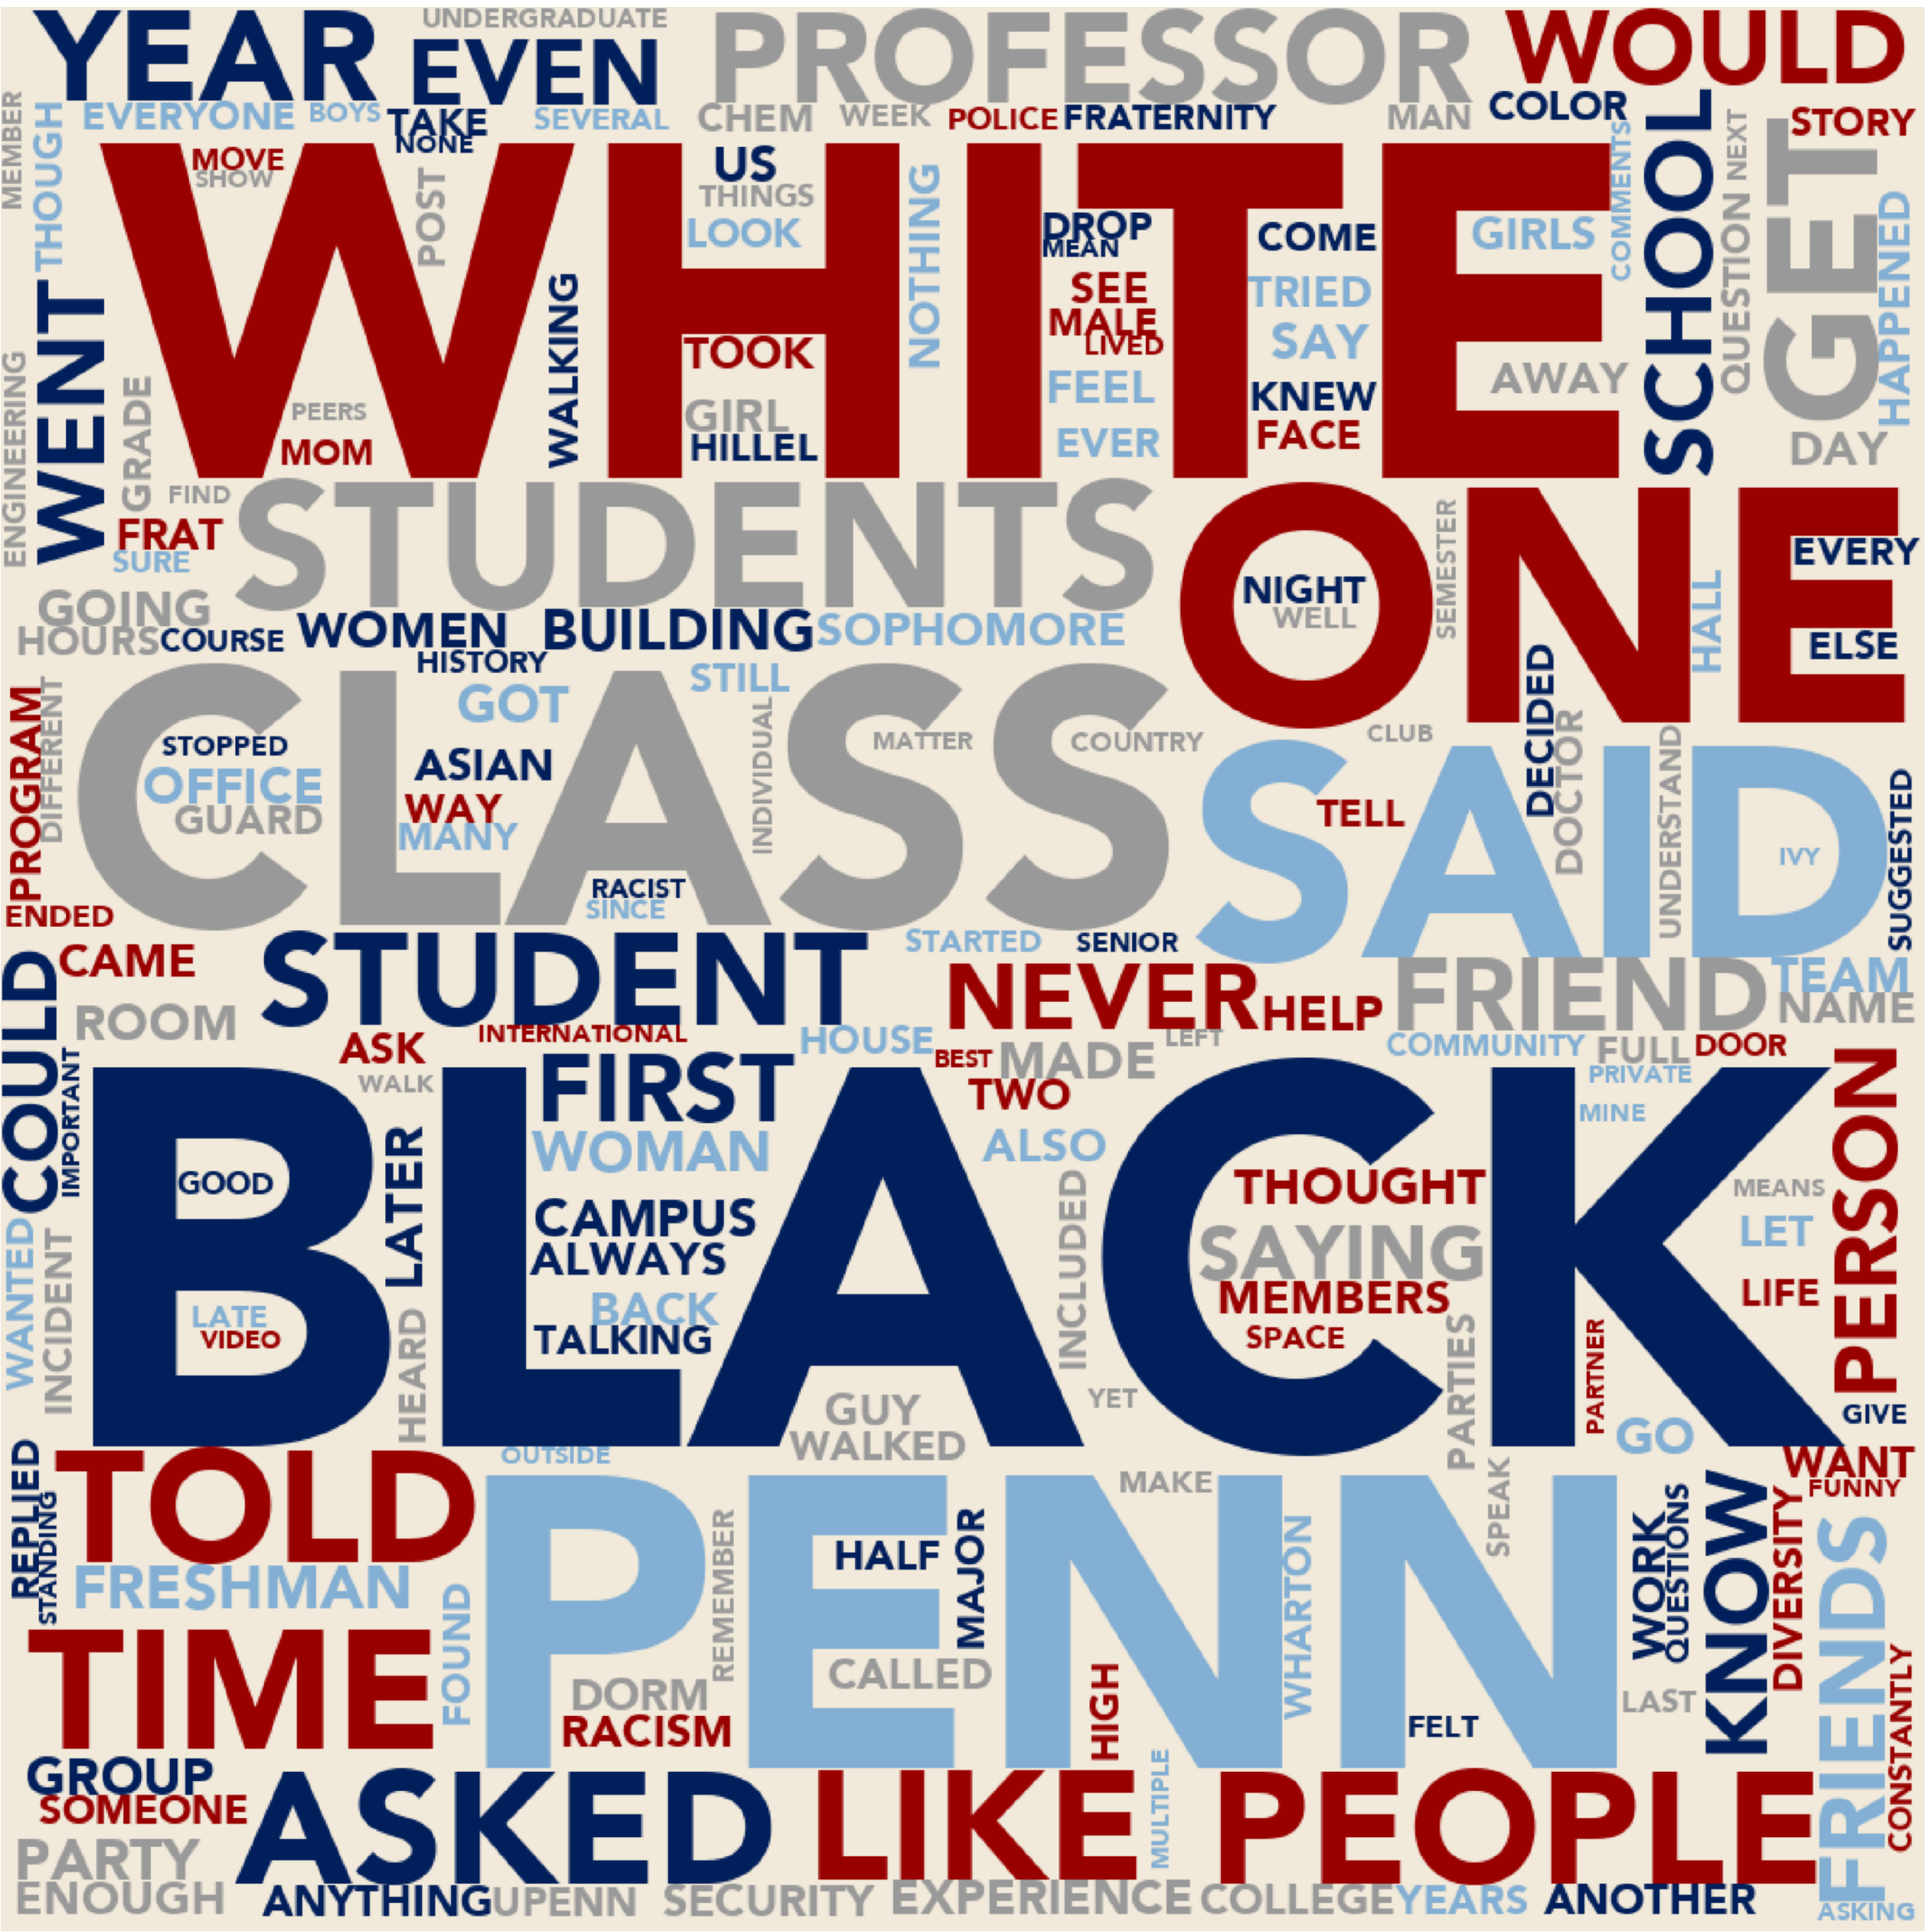 UNDERGRADUATE
YEAR
EVEN
PROFESSOR
WOULD
MEMBER
THOUGH
EVERYONE
BOYS
TAKE
NONE
SEVERAL
CHEM
WEEK
POLICE
FRATERNITY
MAN
COLOR
STORY
WHITE
MOVE
SHOW
POST
US
THINGS
LOOK
NOTHING
DROP
MEAN
COME
GIRLS
COMMENTS
SCHOOL
NEXT
QUESTION
GET
HAPPENED
WENT
WALKING
SEE
MALE
LIVED
TRIED
SAY
TOOK
FEEL
AWAY
ENGINEERING
GRADE
PEERS
MOM
GIRL
HILLEL
EVER
KNEW
FACE
DAY
FIND
FRAT
SURE
STUDENTS
ONE
SEMESTER
NIGHT
WELL
HALL
EVERY
ELSE
GOING
HOURS
COURSE
WOMEN
BUILDING
SOPHOMORE
HISTORY
GOT
STILL
DECIDED
PROGRAM
DIFFERENT
CLASS
STOPPED
OFFICE
GUARD
ASIAN
WAY
MANY
INDIVIDUAL
MATTER
COUNTRY
CLUB
SAID
TELL
DOCTOR
UNDERSTAND
IVY
SUGGESTED
RACIST
SINCE
ENDED
CAME
STUDENT
STARTED
SENIOR
NEVER
HELP
FRIEND
TEAM
NAME
COULD
ROOM
ASK
INTERNATIONAL
HOUSE
BEST
MADE
LEFT
COMMUNITY
FULL
DOOR
IMPORTANT
WALK
FIRST
TWO
PRIVATE
MINE
PERSON
BLACK
GOOD
LATER
WOMAN
ALSO
INCLUDED
THOUGHT
MEANS
CAMPUS
ALWAYS
SAYING
LET
WANTED
INCIDENT
LATE
VIDEO
HEARD
BACK
TALKING
MEMBERS
SPACE
PARTIES
PARTNER
LIFE
GUY
WALKED
YET
GO
GIVE
REPLIED
STANDING
TOLD
OUTSIDE
MAKE
SPEAK
WANT
FUNNY
PENN
FRESHMAN
FOUND
REMEMBER
HALF
MAJOR
WHARTON
WORK
QUESTIONS
KNOW
DIVERSITY
FRIENDS
TIME
DORM
RACISM
CALLED
HIGH
FELT
LAST
CONSTANTLY
GROUP
SOMEONE
ASKED
LIKE
MULTIPLE
PEOPLE
PARTY
ENOUGH
ANYTHING
UPENN
SECURITY
EXPERIENCE
COLLEGE
YEARS
ANOTHER
ASKING